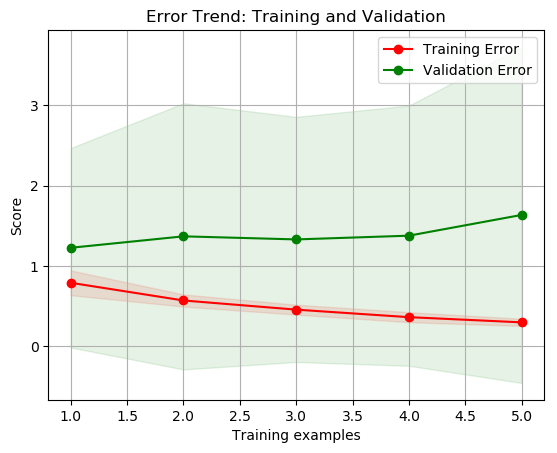 Error Trend: Training and Validation
Training Error
Validation Error
3
2
1
0
Score
1.0 1.5 2.0 2.5 3.0 3.5 4.0 4.5 5.0
Training examples